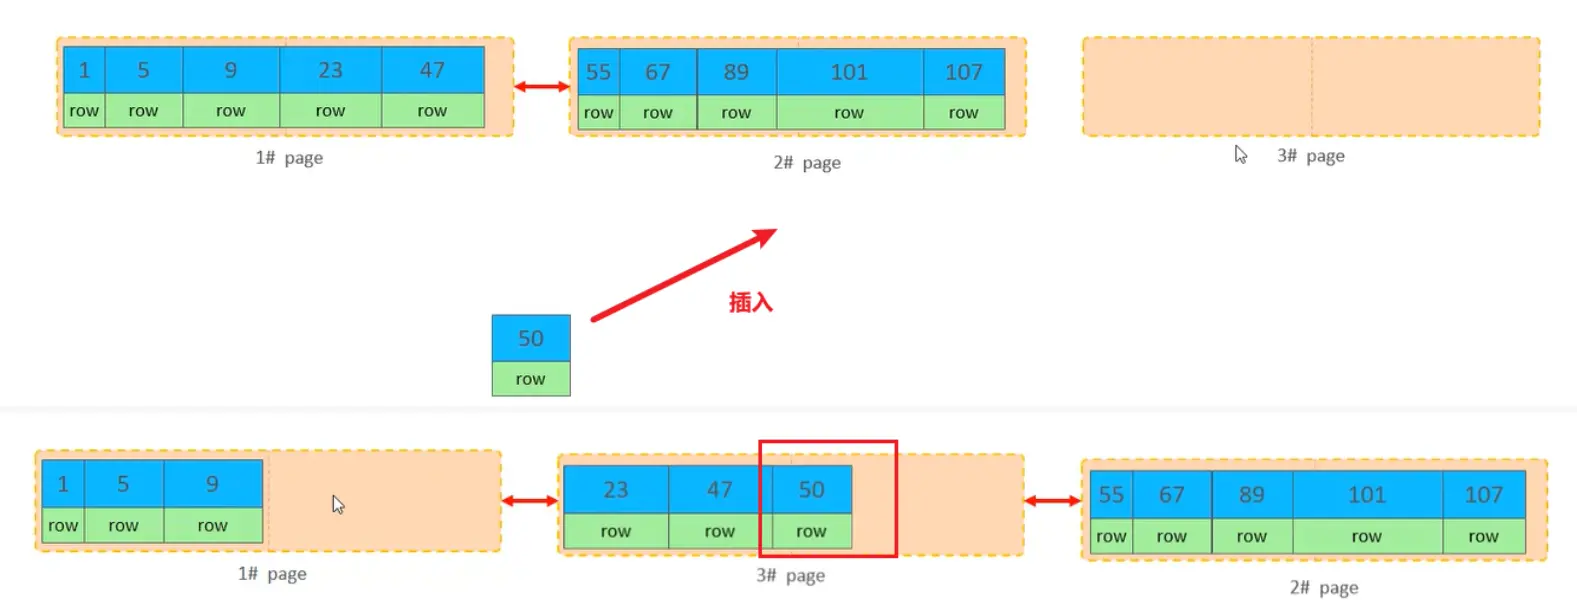 1 5 9 23 47
row row row row row
1# page
55 67 89 101 107
row row row row row
2# page
3# page
插入
50
row
1 5 9
row row row
1# page
23 47 50
row row row
3# page
55 67 89 101 107
row row row row row
2# page